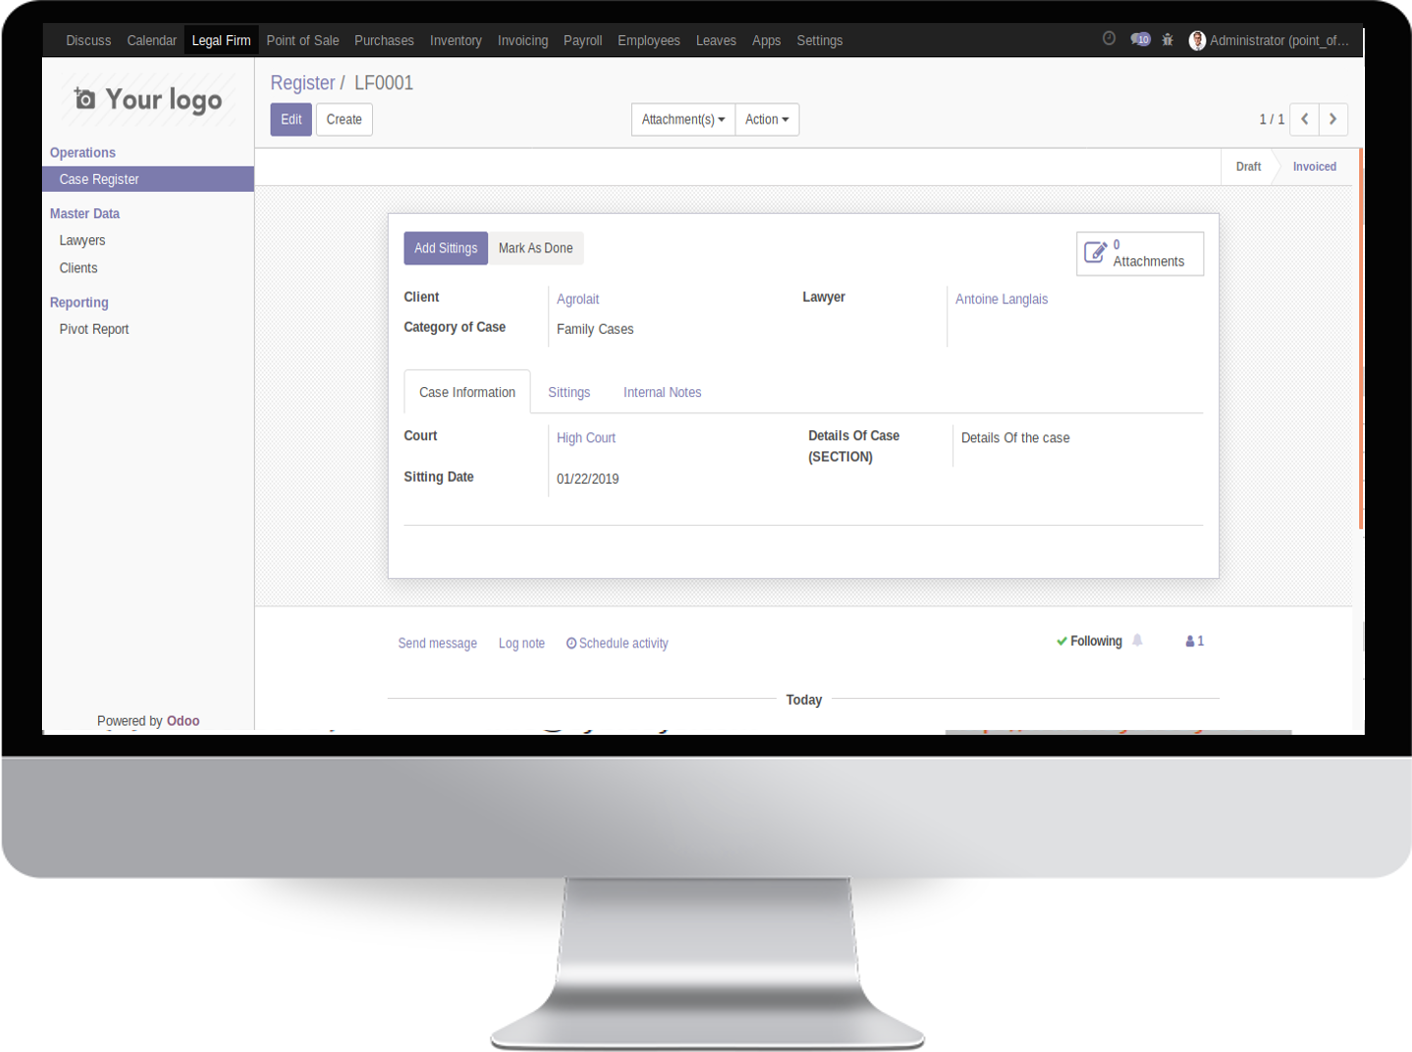 Discuss Calendar Legal Firm Point of Sale Purchases Inventory Invoicing Payroll Employees Leaves Apps Settings 10 Administrator (point_of...
Your logo
Register / LF0001
Edit Create Attachment(s) Action 1 / 1
Operations
Case Register
Master Data
Lawyers
Clients
Reporting
Pivot Report
Draft Invoiced
Add Sittings Mark As Done
0
Attachments
Client Agrolait Lawyer Antoine Langlais
Category of Case Family Cases
Case Information Sittings Internal Notes
Court High Court Details Of Case Details Of the case
(SECTION)
Sitting Date 01/22/2019
Send message Log note Schedule activity Following 1
Today
Powered by Odoo